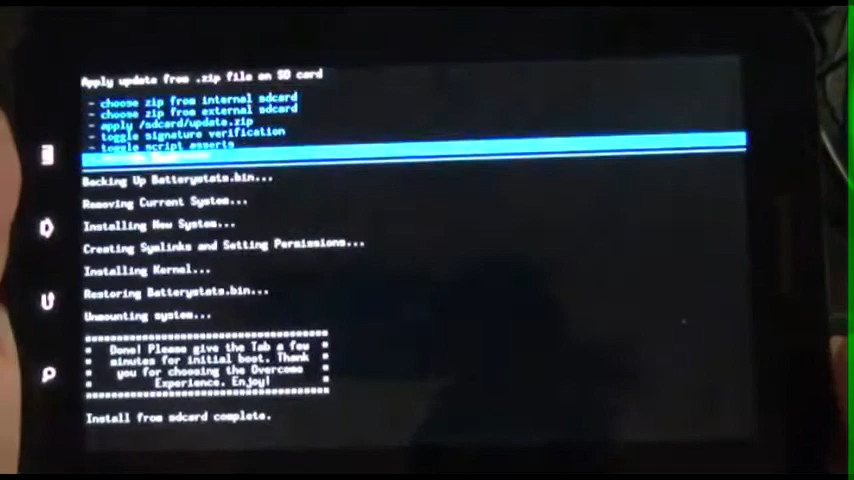 Apply update from .zip file on SD card
- choose zip from internal sdcard
- choose zip from external sdcard
- apply /sdcard/update.zip
- toggle signature verification
- toggle script asserts
Backing Up Batterystats.bin...
Removing Current System...
Installing New System...
Creating Symlinks and Setting Permissions...
Installing Kernel...
Restoring Batterystats.bin...
Unmounting system...
Done! Please give the Tab a few
minutes for initial boot. Thank
you for choosing the Overcome
Experience. Enjoy!
Install from sdcard complete.